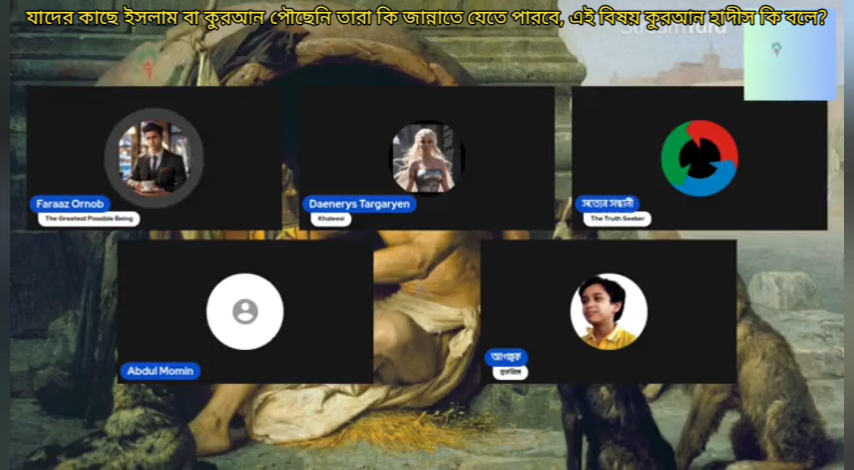 যাদের কাছে ইসলাম বা কুরআন পৌছেনি তারা কি জান্নাতে যেতে পারবে, এই বিষয় কুরআন হাদীস কি বলে?
StreamYard
Faraaz Ornob
The Greatest Possible Being
Daenerys Targaryen
Khaleesi
সত্যের সন্ধানী
The Truth Seeker
Abdul Momin
আগন্তুক